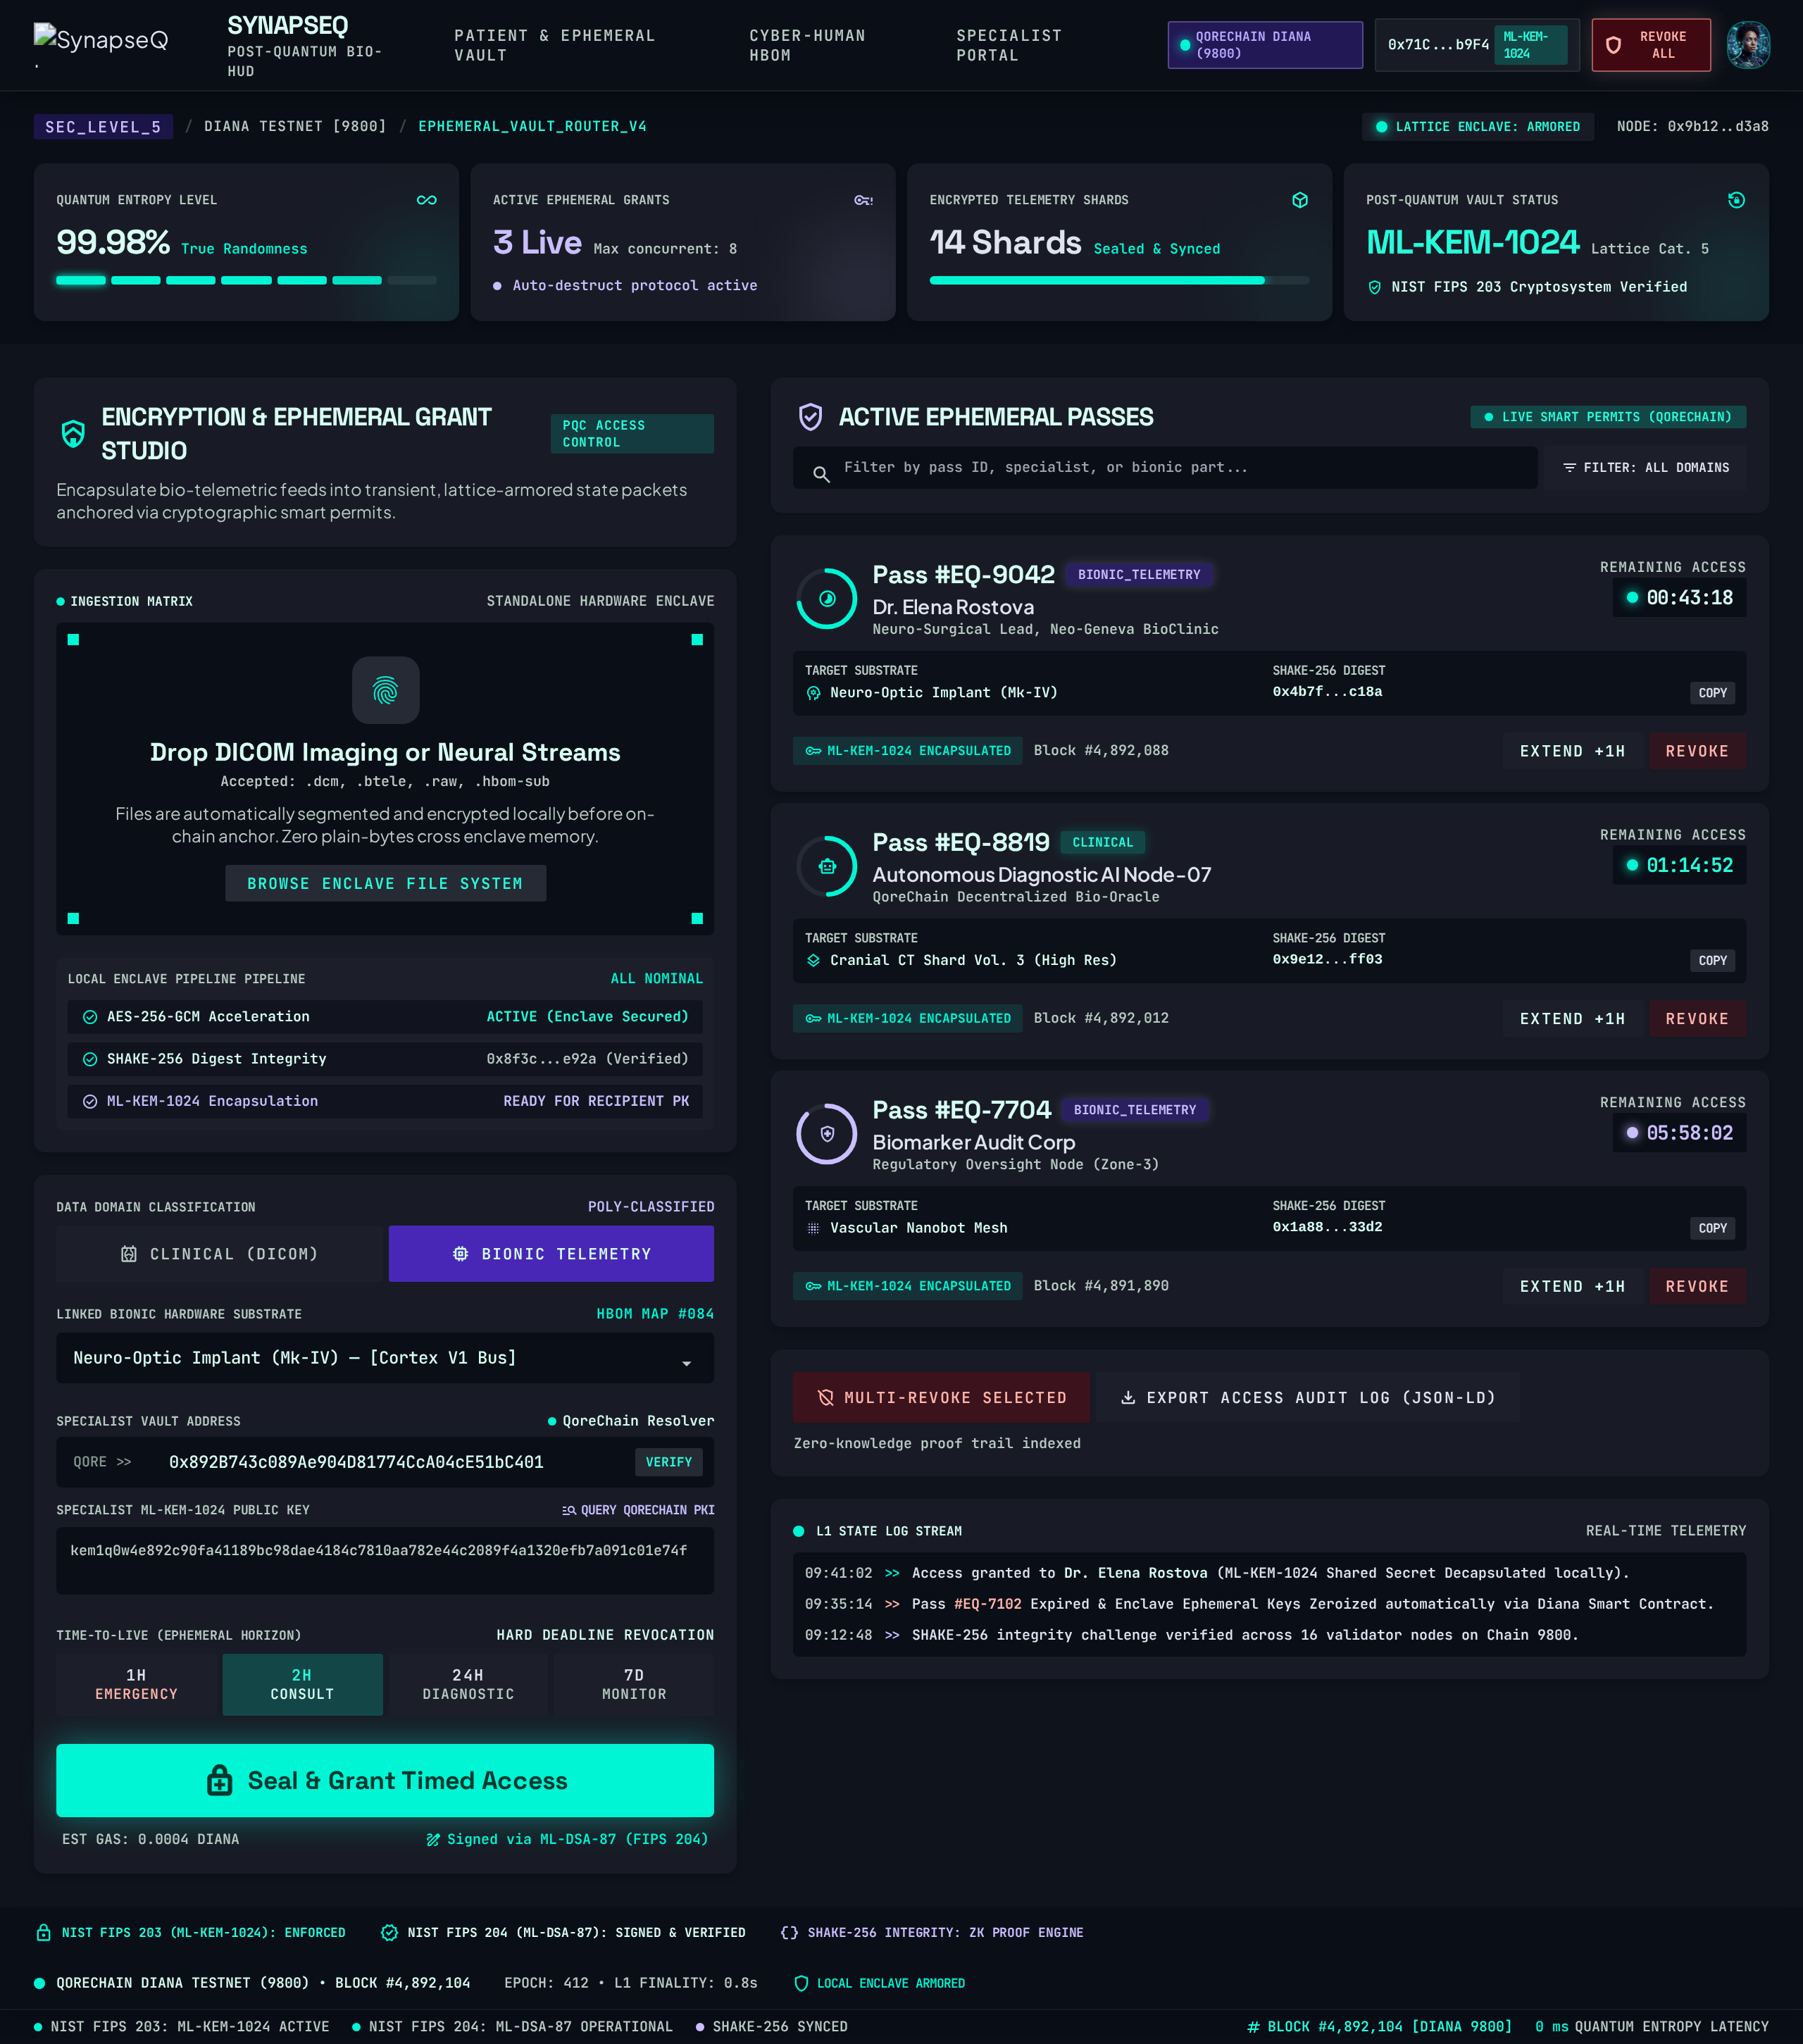 SynapseQ
.
SYNAPSEQ
POST-QUANTUM BIO-
HUD
PATIENT & EPHEMERAL
VAULT
CYBER-HUMAN
HBOM
SPECIALIST
PORTAL
QORECHAIN DIANA
(9800)
0x71C...b9F4
ML-KEM-
1024
REVOKE
ALL
SEC_LEVEL_5 / DIANA TESTNET [9800] / EPHEMERAL_VAULT_ROUTER_V4
LATTICE ENCLAVE: ARMORED
NODE: 0x9b12..d3a8
QUANTUM ENTROPY LEVEL
99.98% True Randomness
ACTIVE EPHEMERAL GRANTS
3 Live Max concurrent: 8
Auto-destruct protocol active
ENCRYPTED TELEMETRY SHARDS
14 Shards Sealed & Synced
POST-QUANTUM VAULT STATUS
ML-KEM-1024 Lattice Cat. 5
NIST FIPS 203 Cryptosystem Verified
ENCRYPTION & EPHEMERAL GRANT
STUDIO
PQC ACCESS
CONTROL
Encapsulate bio-telemetric feeds into transient, lattice-armored state packets
anchored via cryptographic smart permits.
INGESTION MATRIX
STANDALONE HARDWARE ENCLAVE
Drop DICOM Imaging or Neural Streams
Accepted: .dcm, .btele, .raw, .hbom-sub
Files are automatically segmented and encrypted locally before on-
chain anchor. Zero plain-bytes cross enclave memory.
BROWSE ENCLAVE FILE SYSTEM
LOCAL ENCLAVE PIPELINE PIPELINE
ALL NOMINAL
AES-256-GCM Acceleration
ACTIVE (Enclave Secured)
SHAKE-256 Digest Integrity
0x8f3c...e92a (Verified)
ML-KEM-1024 Encapsulation
READY FOR RECIPIENT PK
DATA DOMAIN CLASSIFICATION
POLY-CLASSIFIED
CLINICAL (DICOM)
BIONIC TELEMETRY
LINKED BIONIC HARDWARE SUBSTRATE
HBOM MAP #084
Neuro-Optic Implant (Mk-IV) — [Cortex V1 Bus]
SPECIALIST VAULT ADDRESS
QoreChain Resolver
QORE >>
0x892B743c089Ae904D81774CcA04cE51bC401
VERIFY
SPECIALIST ML-KEM-1024 PUBLIC KEY
QUERY QORECHAIN PKI
kem1q0w4e892c90fa41189bc98dae4184c7810aa782e44c2089f4a1320efb7a091c01e74f
TIME-TO-LIVE (EPHEMERAL HORIZON)
HARD DEADLINE REVOCATION
1H
EMERGENCY
2H
CONSULT
24H
DIAGNOSTIC
7D
MONITOR
Seal & Grant Timed Access
EST GAS: 0.0004 DIANA
Signed via ML-DSA-87 (FIPS 204)
ACTIVE EPHEMERAL PASSES
LIVE SMART PERMITS (QORECHAIN)
Filter by pass ID, specialist, or bionic part...
FILTER: ALL DOMAINS
Pass #EQ-9042 BIONIC_TELEMETRY
Dr. Elena Rostova
Neuro-Surgical Lead, Neo-Geneva BioClinic
REMAINING ACCESS
00:43:18
TARGET SUBSTRATE
Neuro-Optic Implant (Mk-IV)
SHAKE-256 DIGEST
0x4b7f...c18a
COPY
ML-KEM-1024 ENCAPSULATED
Block #4,892,088
EXTEND +1H
REVOKE
Pass #EQ-8819 CLINICAL
Autonomous Diagnostic AI Node-07
QoreChain Decentralized Bio-Oracle
REMAINING ACCESS
01:14:52
TARGET SUBSTRATE
Cranial CT Shard Vol. 3 (High Res)
SHAKE-256 DIGEST
0x9e12...ff03
COPY
ML-KEM-1024 ENCAPSULATED
Block #4,892,012
EXTEND +1H
REVOKE
Pass #EQ-7704 BIONIC_TELEMETRY
Biomarker Audit Corp
Regulatory Oversight Node (Zone-3)
REMAINING ACCESS
05:58:02
TARGET SUBSTRATE
Vascular Nanobot Mesh
SHAKE-256 DIGEST
0x1a88...33d2
COPY
ML-KEM-1024 ENCAPSULATED
Block #4,891,890
EXTEND +1H
REVOKE
MULTI-REVOKE SELECTED
EXPORT ACCESS AUDIT LOG (JSON-LD)
Zero-knowledge proof trail indexed
L1 STATE LOG STREAM
REAL-TIME TELEMETRY
09:41:02 >> Access granted to Dr. Elena Rostova (ML-KEM-1024 Shared Secret Decapsulated locally).
09:35:14 >> Pass #EQ-7102 Expired & Enclave Ephemeral Keys Zeroized automatically via Diana Smart Contract.
09:12:48 >> SHAKE-256 integrity challenge verified across 16 validator nodes on Chain 9800.
NIST FIPS 203 (ML-KEM-1024): ENFORCED
NIST FIPS 204 (ML-DSA-87): SIGNED & VERIFIED
SHAKE-256 INTEGRITY: ZK PROOF ENGINE
QORECHAIN DIANA TESTNET (9800) • BLOCK #4,892,104
EPOCH: 412 • L1 FINALITY: 0.8s
LOCAL ENCLAVE ARMORED
NIST FIPS 203: ML-KEM-1024 ACTIVE
NIST FIPS 204: ML-DSA-87 OPERATIONAL
SHAKE-256 SYNCED
BLOCK #4,892,104 [DIANA 9800]
0 ms QUANTUM ENTROPY LATENCY